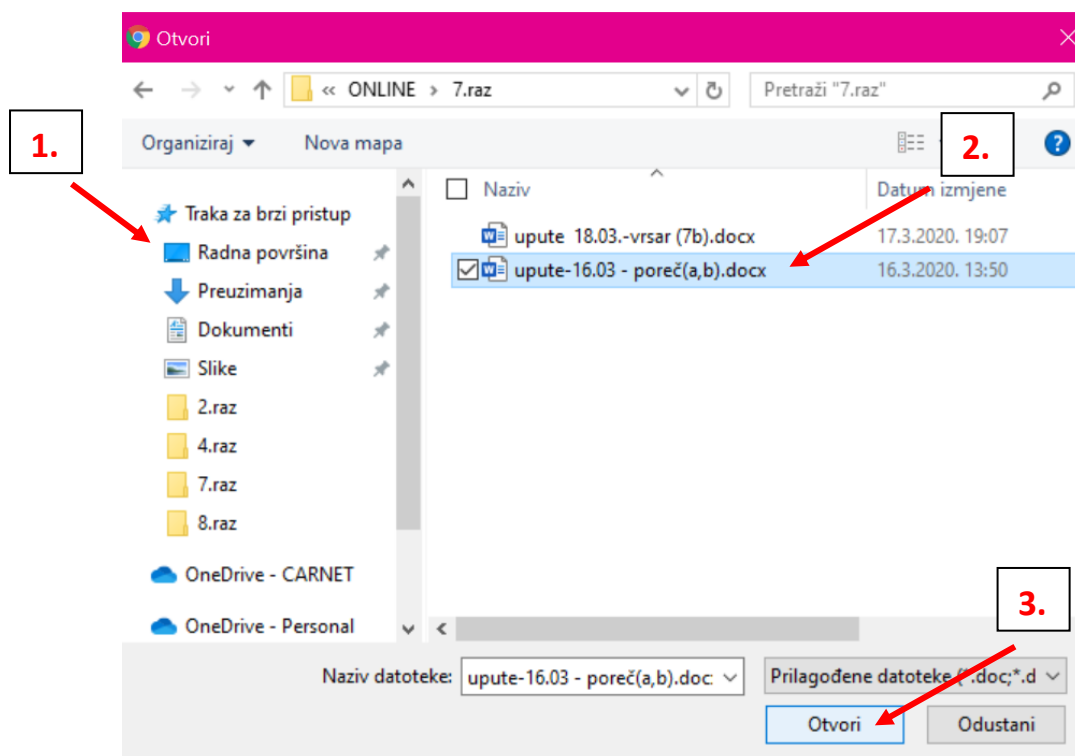 Otvori
« ONLINE > 7.raz
Pretraži "7.raz"
1.
Organiziraj
Nova mapa
2.
?
Naziv
Datum izmjene
Traka za brzi pristup
Radna površina
Preuzimanja
Dokumenti
Slike
2.raz
4.raz
7.raz
8.raz
OneDrive - CARNET
OneDrive - Personal
upute 18.03.-vrsar (7b).docx
17.3.2020. 19:07
upute-16.03 - poreč(a,b).docx
16.3.2020. 13:50
3.
Naziv datoteke:
upute-16.03 - poreč(a,b).doc
Prilagođene datoteke (*.doc;*.d
Otvori
Odustani